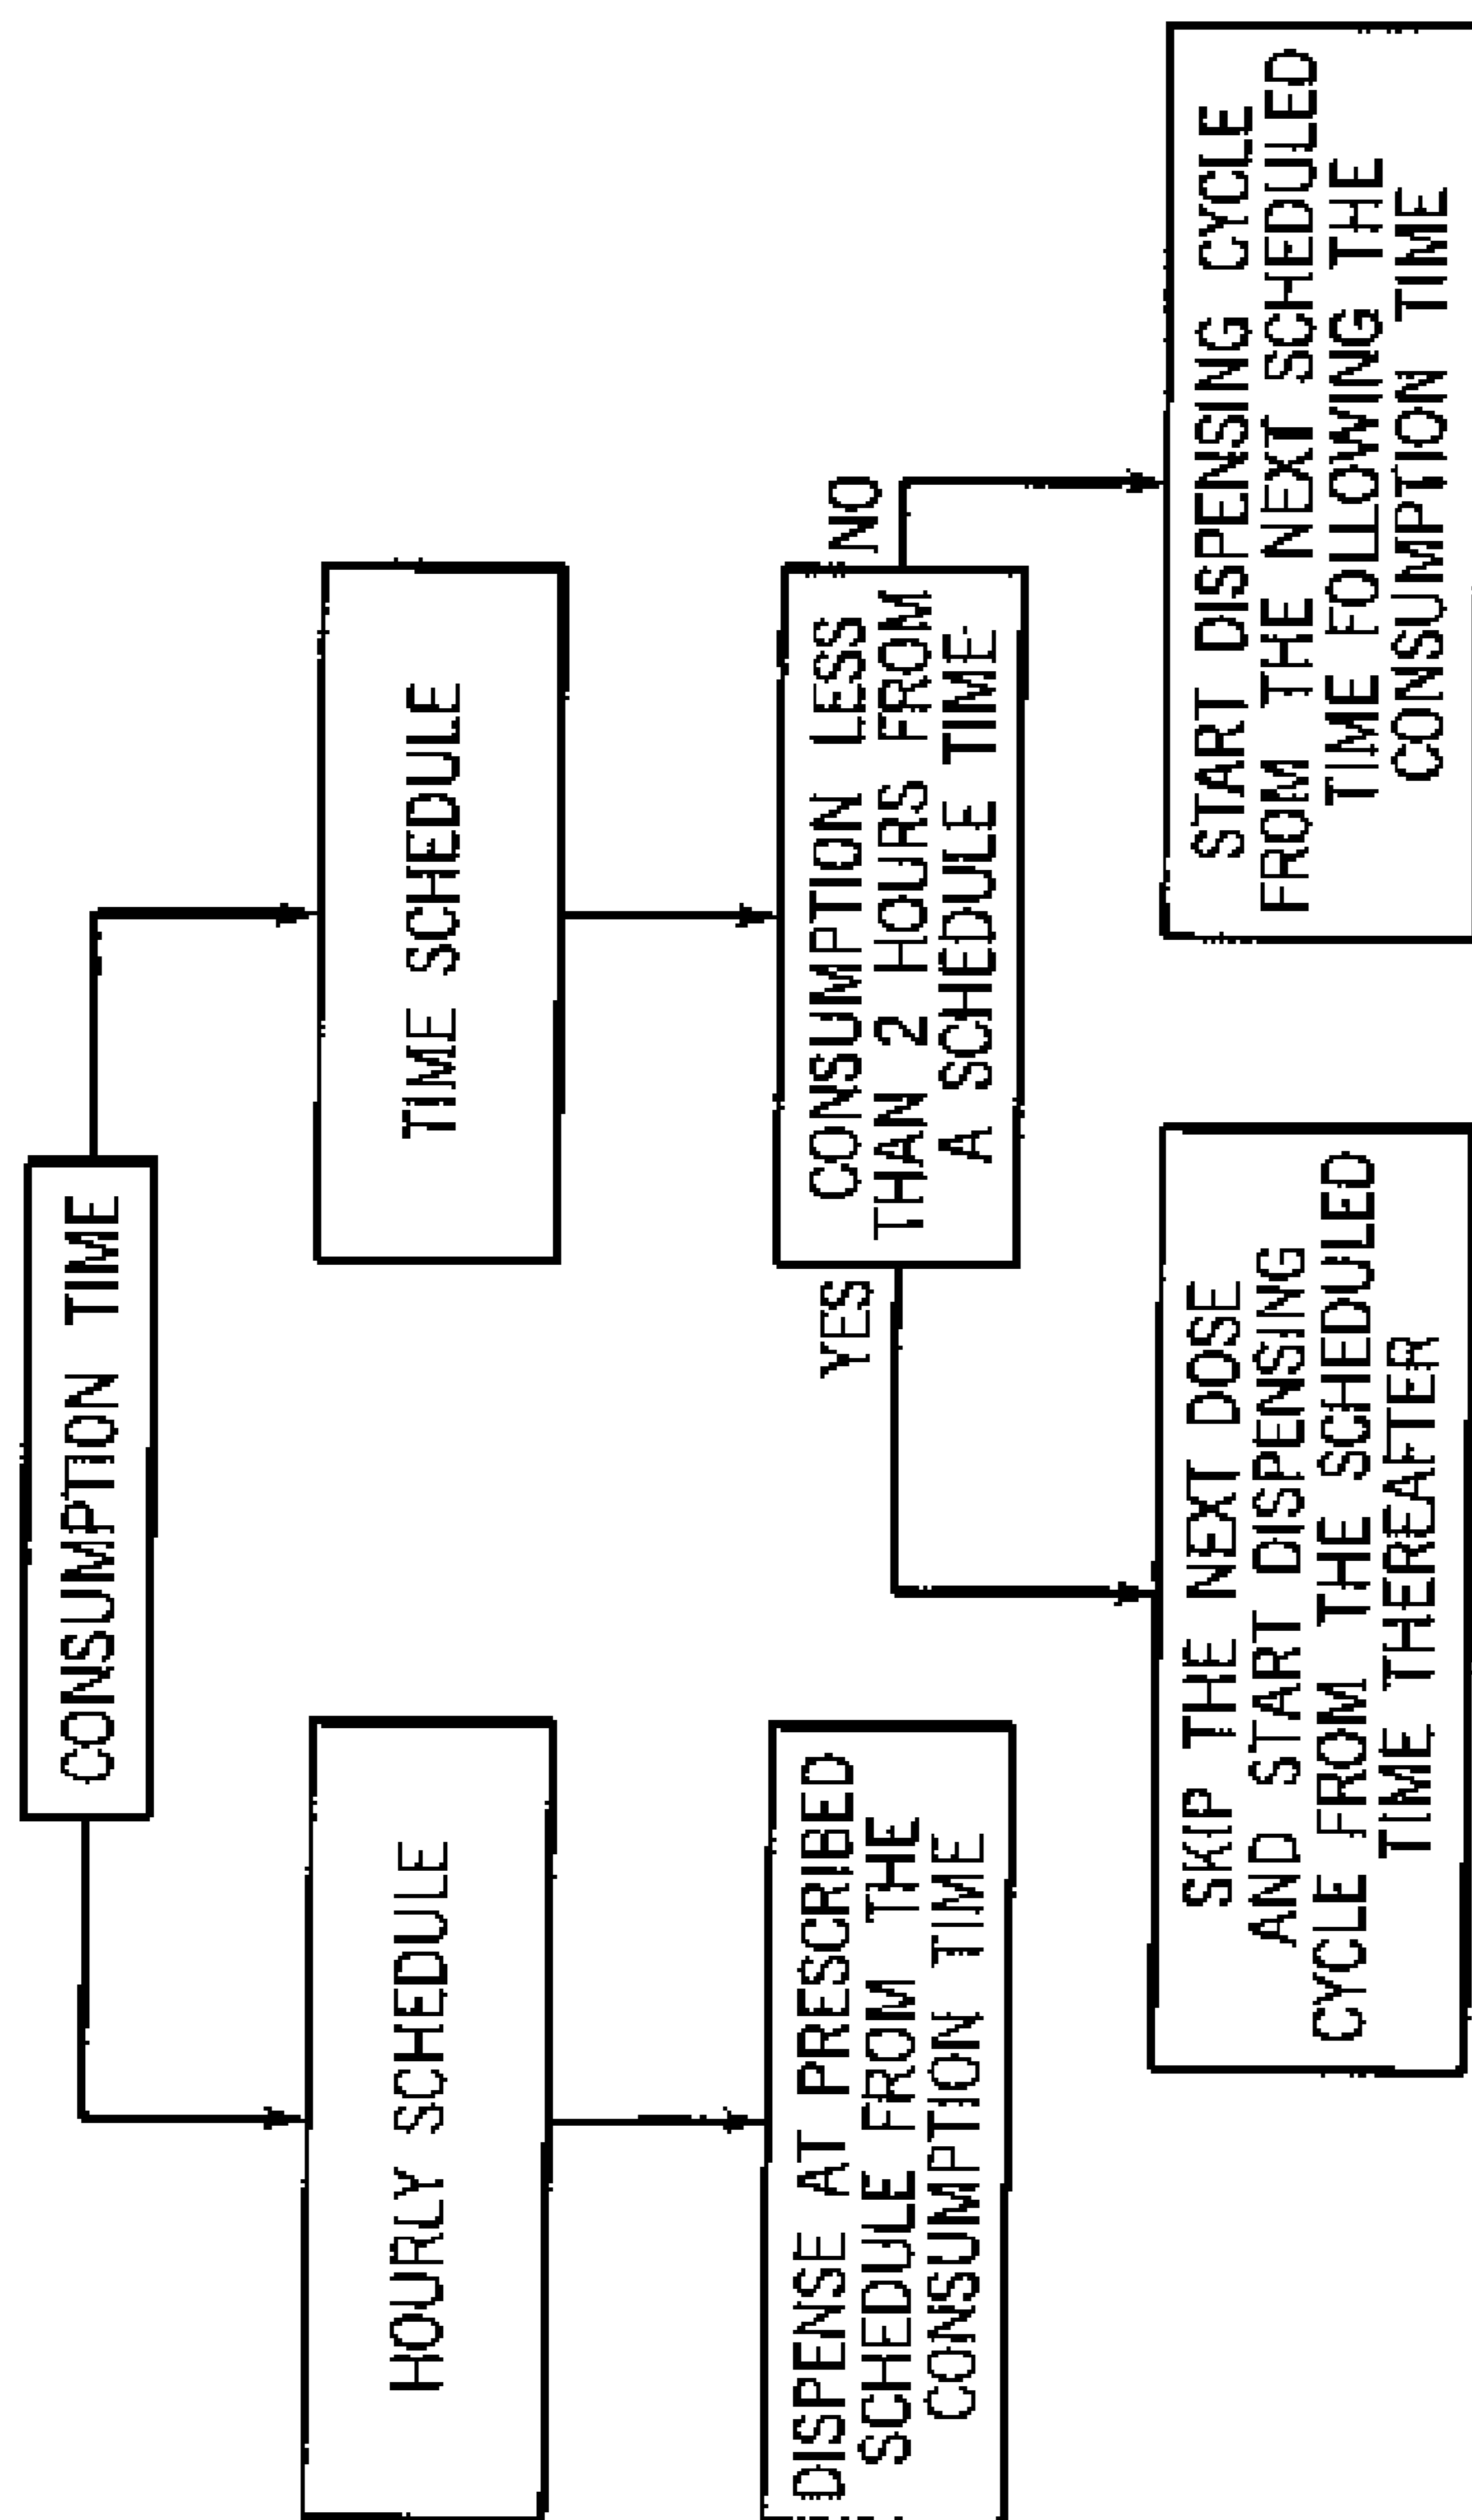 CONSUMPTION TIME
HOURLY SCHEDULE
TIME SCHEDULE
DISPENSE AT PRESCRIBED
SCHEDULE FROM THE
CONSUMPTION TIME
CONSUMPTION LESS
THAN 2 HOURS FROM
A SCHEDULE TIME
YES
NO
SKIP THE NEXT DOSE
AND START DISPENSING
CYCLE FROM THE SCHEDULED
TIME THEREAFTER
START DISPENSING CYCLE
FROM THE NEXT SCHEDULED
TIME FOLLOWING THE
CONSUMPTION TIME